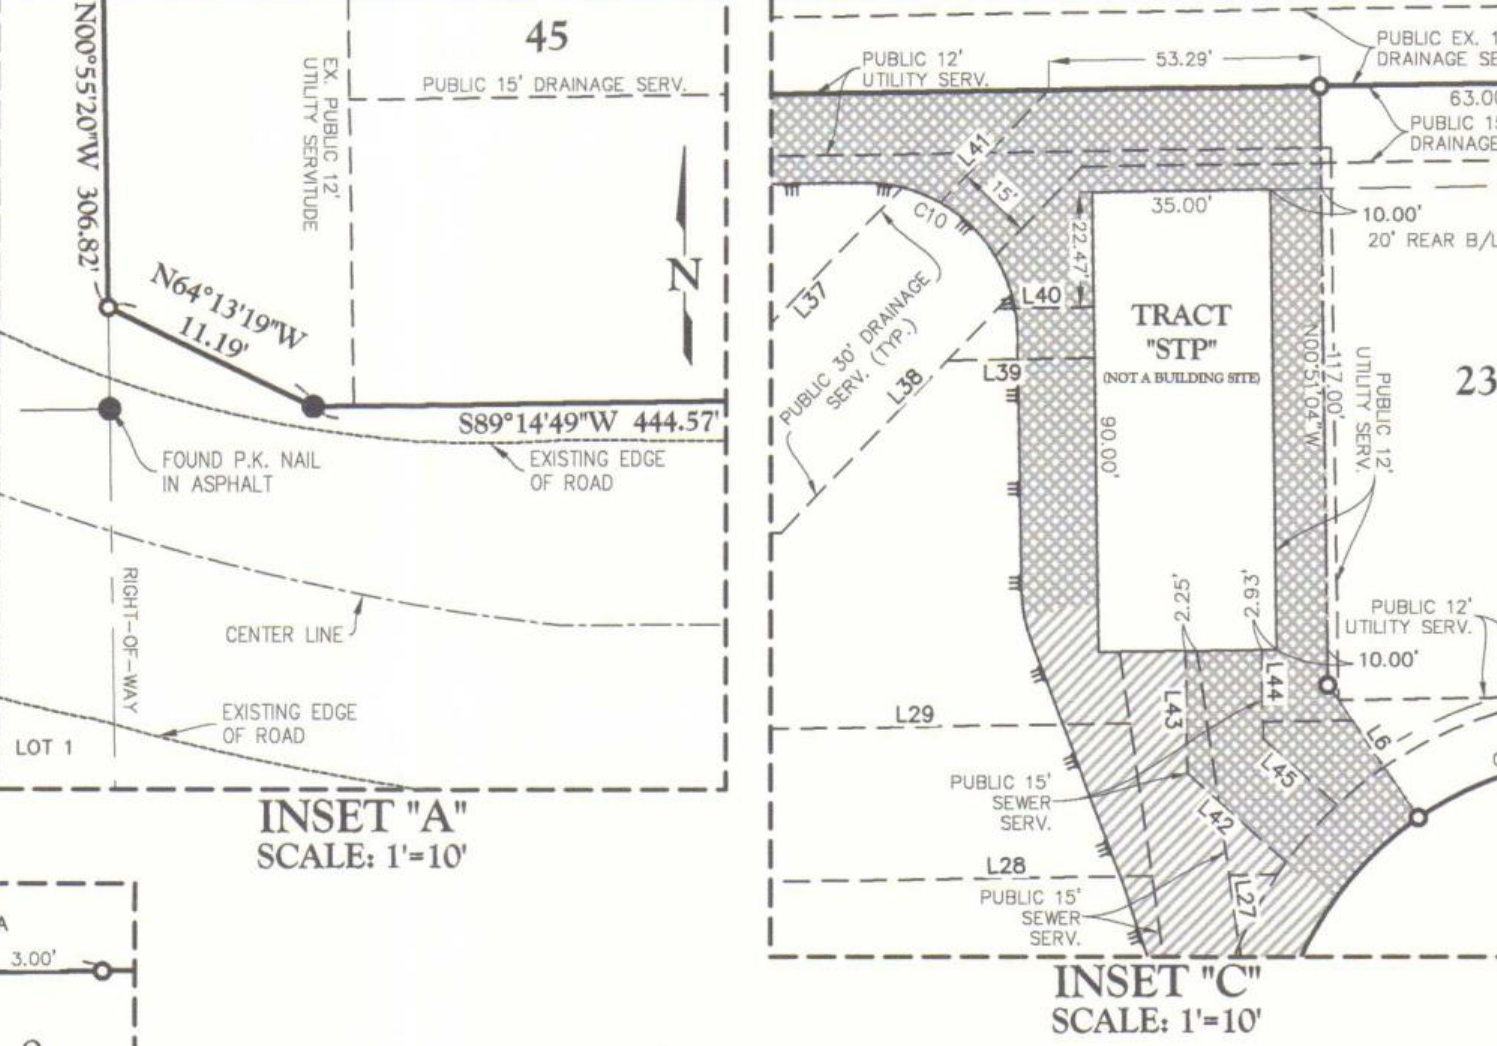 N00°55'20"W 306.82'
EX. PUBLIC 12'
UTILITY SERVITUDE
45
PUBLIC 15' DRAINAGE SERV.
N
N64°13'19"W
11.19'
S89°14'49"W 444.57'
FOUND P.K. NAIL
IN ASPHALT
EXISTING EDGE
OF ROAD
RIGHT-OF-WAY
CENTER LINE
EXISTING EDGE
OF ROAD
LOT 1
INSET "A"
SCALE: 1'=10'
A
3.00'
PUBLIC 12'
UTILITY SERV.
53.29'
PUBLIC EX. 1
DRAINAGE SE
63.00
PUBLIC 15
DRAINAGE
L41
15'
C10
35.00'
10.00'
20' REAR B/L
22.47'
L37
L40
PUBLIC 30' DRAINAGE
SERV. (TYP.)
L38
L39
TRACT
"STP"
(NOT A BUILDING SITE)
N00°51'04"W
117.00'
PUBLIC 12'
UTILITY SERV.
23
90.00'
2.25'
2.93'
PUBLIC 12'
UTILITY SERV.
10.00'
L44
L43
L29
L6
L45
PUBLIC 15'
SEWER
SERV.
L42
L28
PUBLIC 15'
SEWER
SERV.
L27
INSET "C"
SCALE: 1'=10'